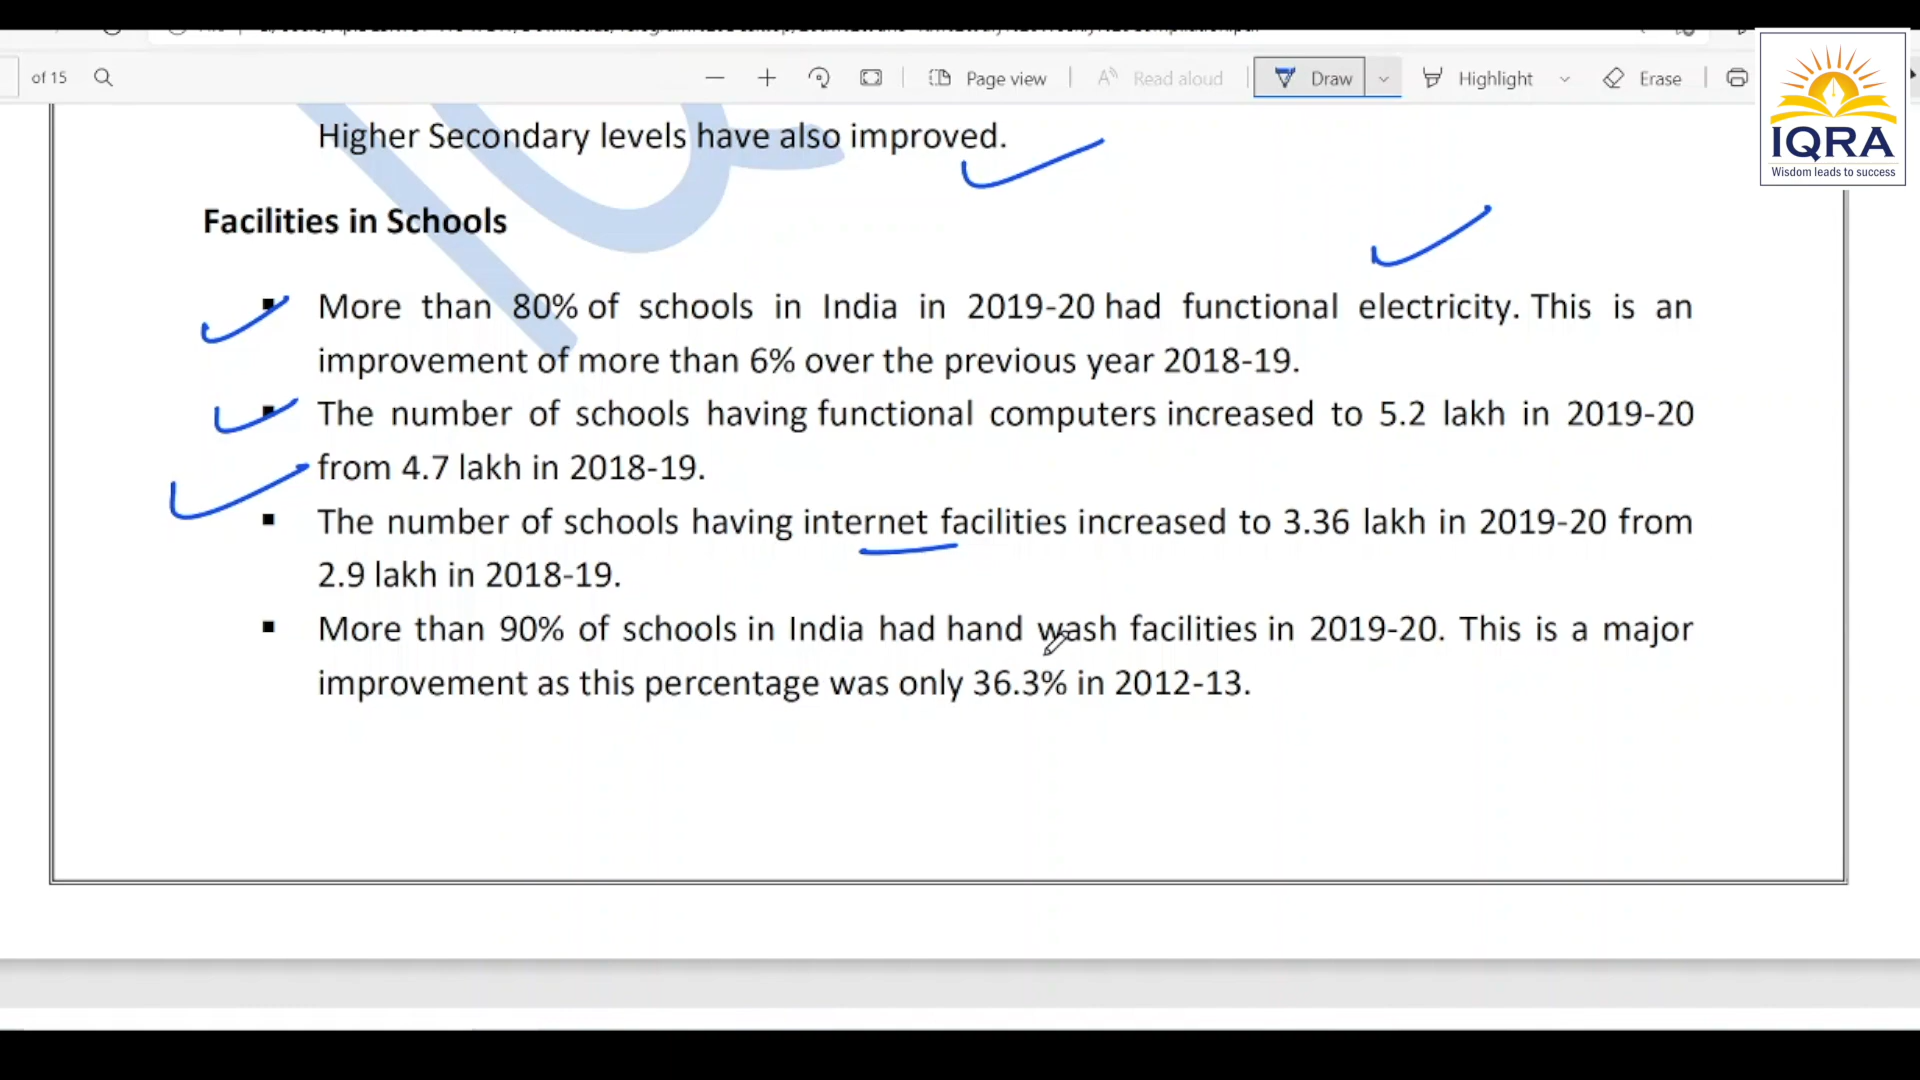 of 15
Page view
Read aloud
Draw
Highlight
Erase
IQRA
Wisdom leads to success
Higher Secondary levels have also improved.
Facilities in Schools
▪ More than 80% of schools in India in 2019-20 had functional electricity. This is an
improvement of more than 6% over the previous year 2018-19.
▪ The number of schools having functional computers increased to 5.2 lakh in 2019-20
from 4.7 lakh in 2018-19.
▪ The number of schools having internet facilities increased to 3.36 lakh in 2019-20 from
2.9 lakh in 2018-19.
▪ More than 90% of schools in India had hand wash facilities in 2019-20. This is a major
improvement as this percentage was only 36.3% in 2012-13.